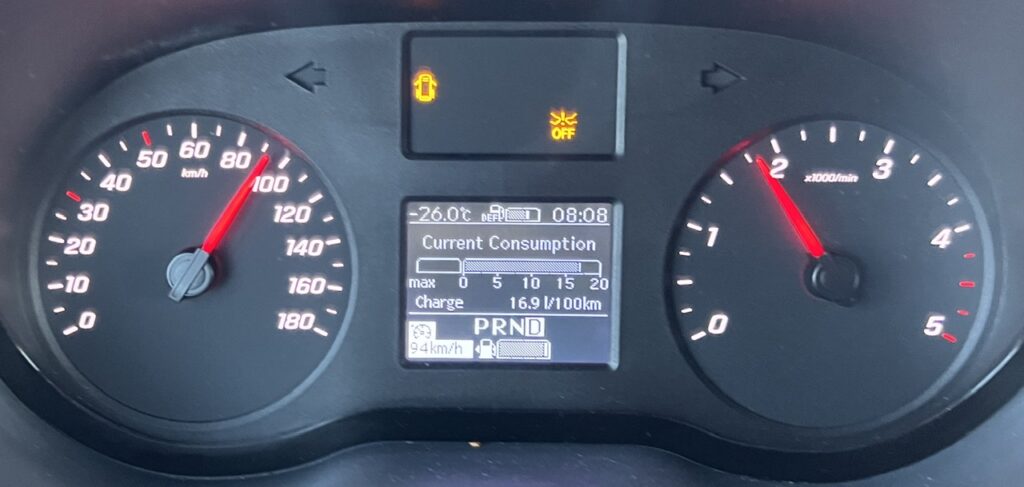 OFF
0
10
20
30
40
50
60
80
100
120
140
160
180
km/h
-26.0°C DEF 08:08
Current Consumption
max 0 5 10 15 20
Charge 16.9 l/100km
PRND
94km/h
0
1
2
3
4
5
x1000/min